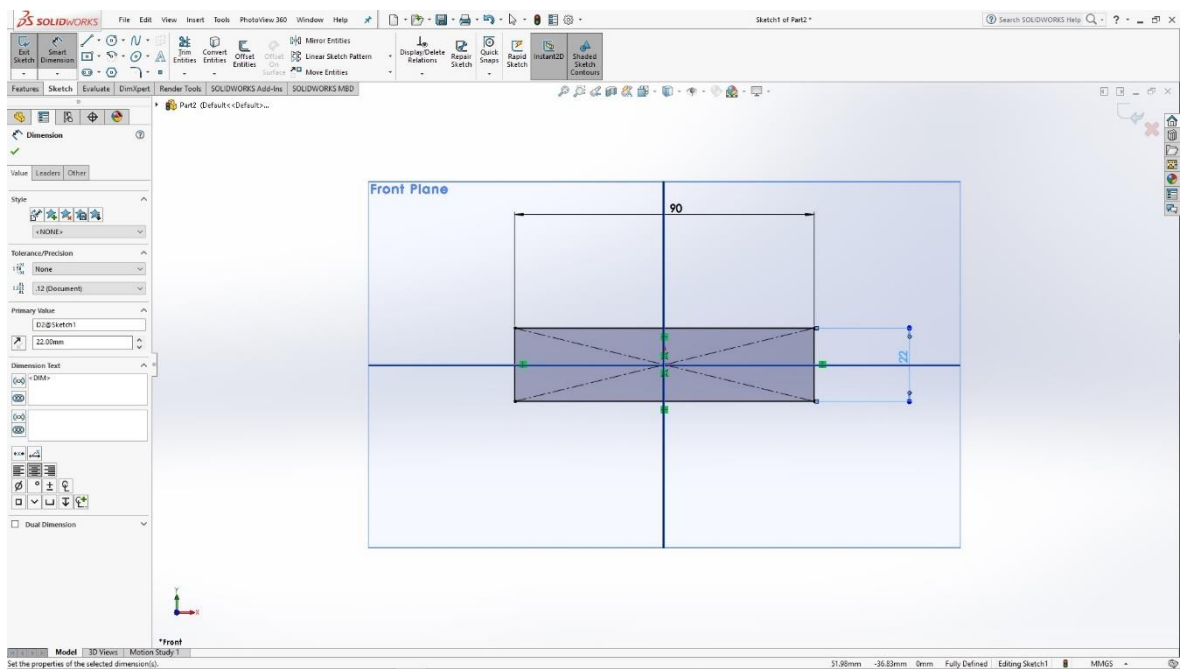 SOLIDWORKS File Edit View Insert Tools PhotoView 360 Window Help Sketch1 of Part2 * Search SOLIDWORKS Help
Exit Sketch Smart Dimension Trim Entities Convert Entities Offset Entities Offset On Surface Mirror Entities Linear Sketch Pattern More Entities Display/Delete Relations Repair Sketch Quick Snaps Rapid Sketch Instant2D Shaded Sketch Contours
Features Sketch Evaluate DimXpert Render Tools SOLIDWORKS Add-Ins SOLIDWORKS MBD
Part2 (Default<<Default>...
Dimension
Value Leaders Other
Style
<NONE>
Tolerance/Precision
None
.12 (Document)
Primary Value
D2@Sketch1
22.00mm
Dimension Text
<DIM>
Dual Dimension
Front Plane
90
22
Y
X
*Front
Model 3D Views Motion Study 1
Set the properties of the selected dimension(s). 51.98mm -36.83mm 0mm Fully Defined Editing Sketch1 MMGS